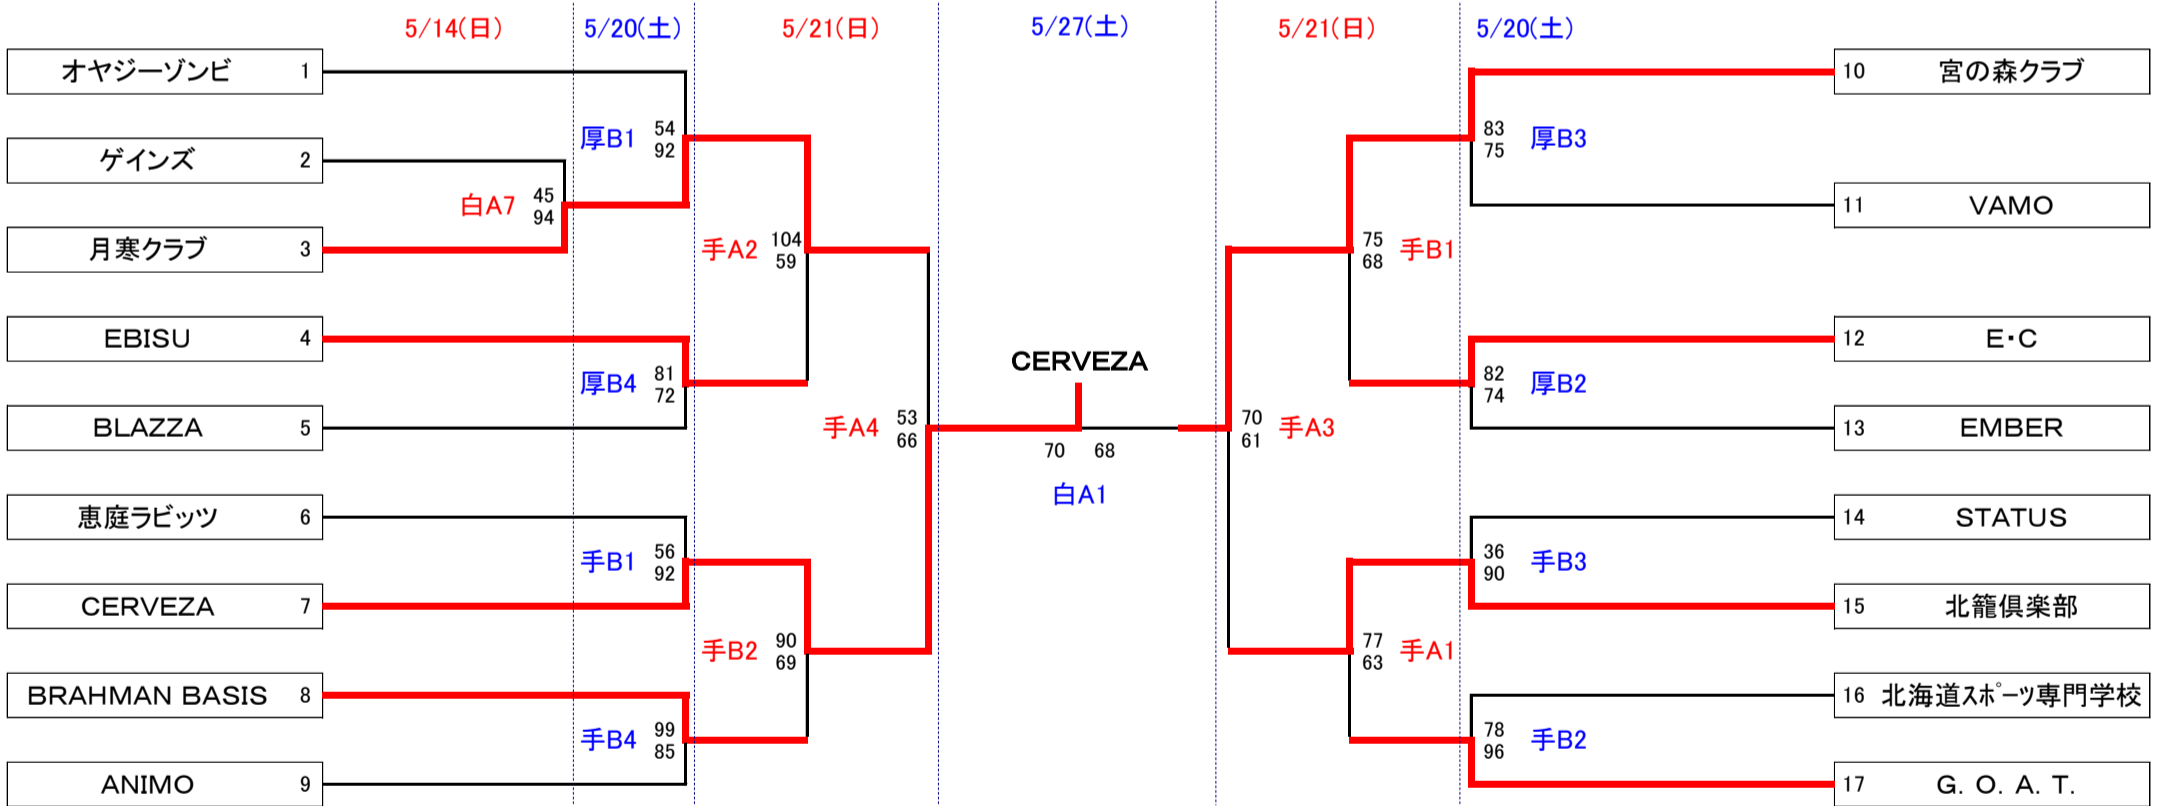 5/14(日) 5/20(土) 5/21(日) 5/27(土) 5/21(日) 5/20(土)
オヤジーゾンビ 1
10 宮の森クラブ
厚B1 54 92
83 75 厚B3
ゲインズ 2
白A7 45 94
11 VAMO
月寒クラブ 3
手A2 104 59
75 68 手B1
EBISU 4
12 E・C
CERVEZA
厚B4 81 72
82 74 厚B2
BLAZZA 5
手A4 53 66
70 68
白A1
70 61 手A3
13 EMBER
恵庭ラビッツ 6
14 STATUS
手B1 56 92
36 90 手B3
CERVEZA 7
15 北籠倶楽部
手B2 90 69
77 63 手A1
BRAHMAN BASIS 8
16 北海道スポーツ専門学校
手B4 99 85
78 96 手B2
ANIMO 9
17 G. O. A. T.